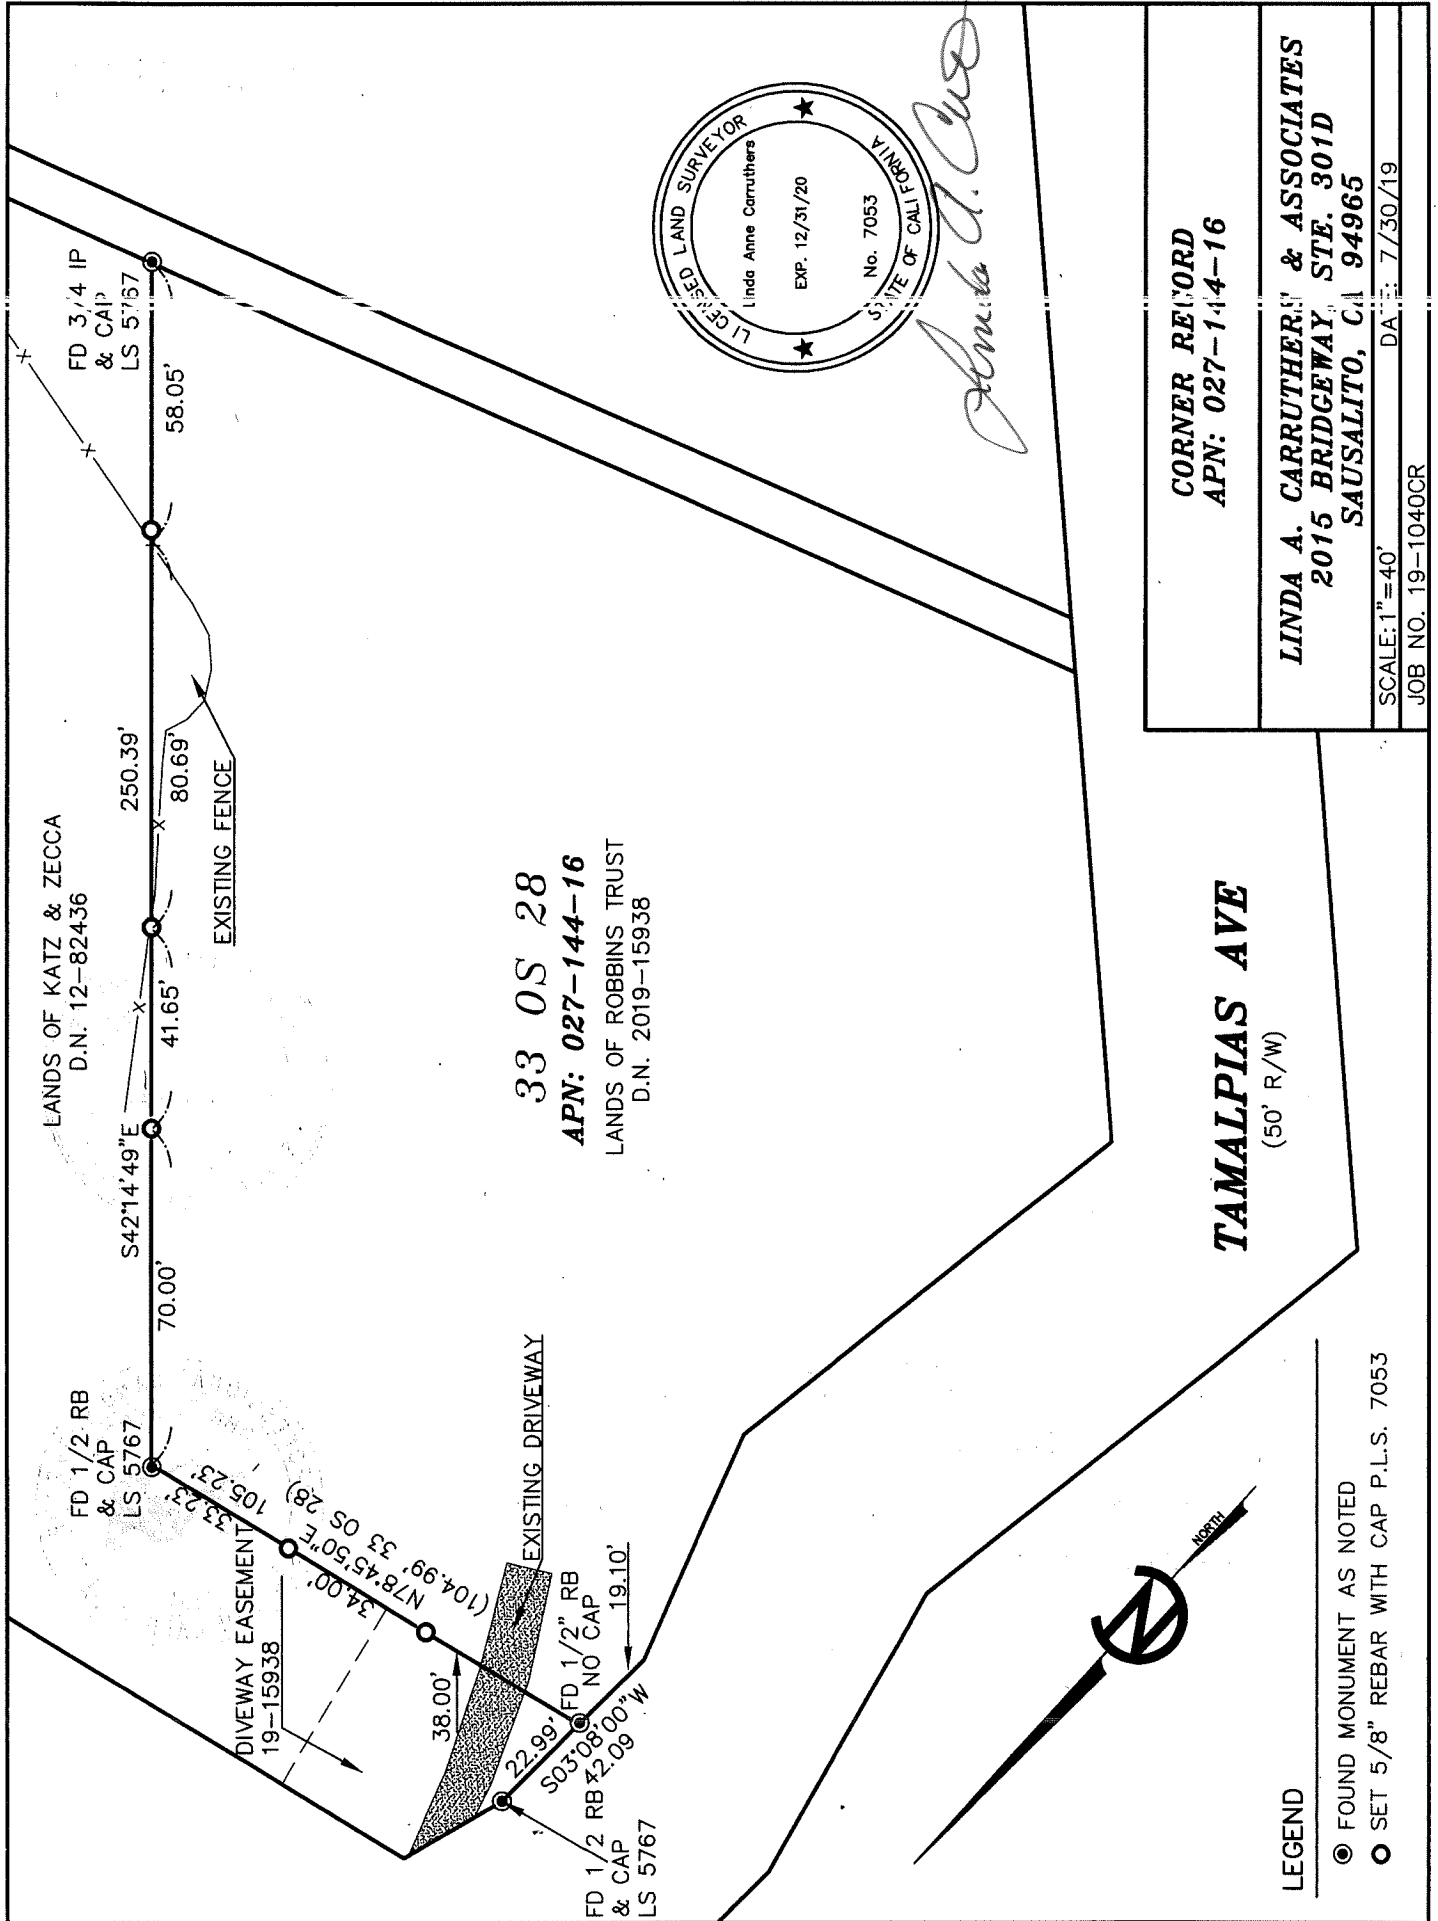 LANDS OF KATZ & ZECCA
D.N. 12-82436
FD 1/2 RB
& CAP
LS 5767
70.00'
S42°14'49"E
41.65'
250.39'
80.69'
58.05'
FD 3/4 IP
& CAP
LS 5767
EXISTING FENCE
33.23'
105.23'
34.00'
N78°45'50"E
(104.99' 33 OS 28)
DIVEWAY EASEMENT
19-15938
38.00'
EXISTING DRIVEWAY
FD 1/2" RB
NO CAP
19.10'
22.99'
S03°08'00"W
42.09
FD 1/2 RB
& CAP
LS 5767
33 OS 28
APN: 027-144-16
LANDS OF ROBBINS TRUST
D.N. 2019-15938
LICENSED LAND SURVEYOR
Linda Anne Carruthers
EXP. 12/31/20
No. 7053
STATE OF CALIFORNIA
TAMALPIAS AVE
(50' R/W)
NORTH
LEGEND
FOUND MONUMENT AS NOTED
SET 5/8" REBAR WITH CAP P.L.S. 7053
CORNER RECORD
APN: 027-144-16
LINDA A. CARRUTHERS & ASSOCIATES
2015 BRIDGEWAY, STE. 301D
SAUSALITO, CA 94965
SCALE: 1"=40' DATE: 7/30/19
JOB NO. 19-1040CR